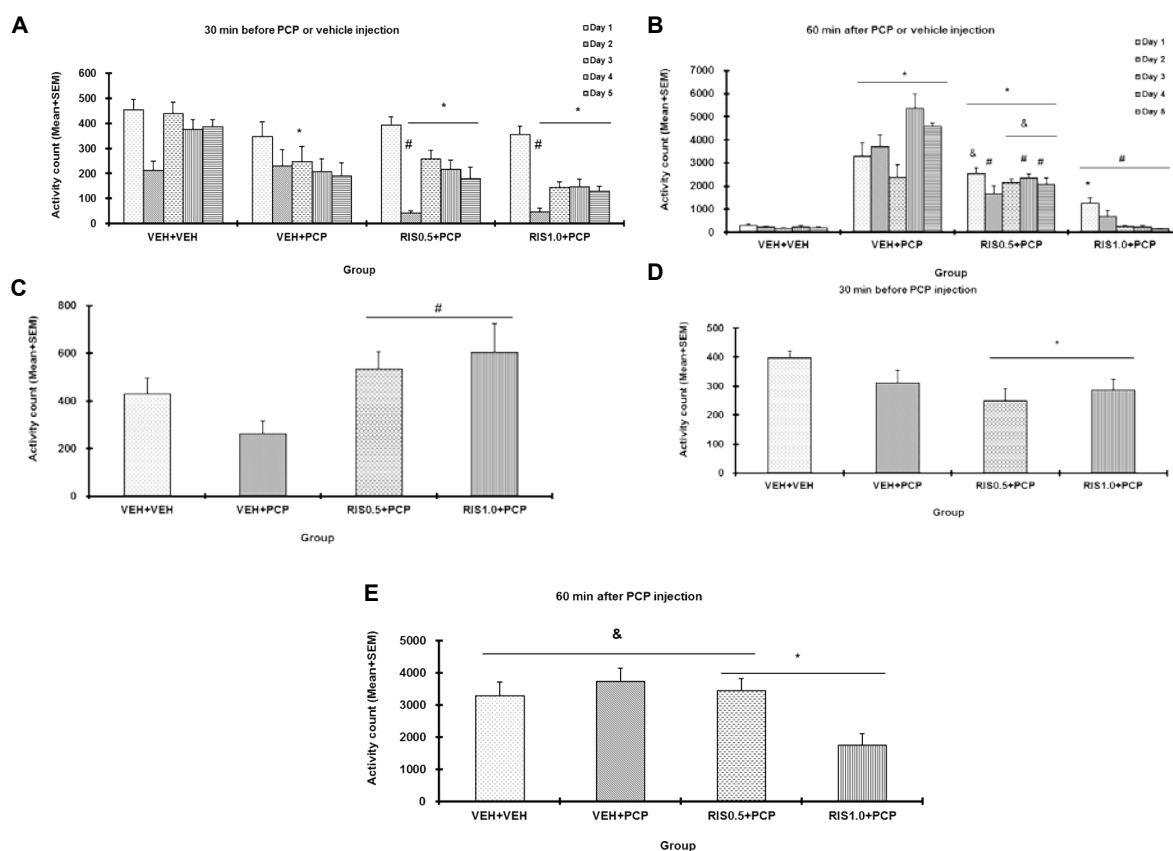 A
30 min before PCP or vehicle injection
Day 1
Day 2
Day 3
Day 4
Day 5
Activity count (Mean+SEM)
600
500
400
300
200
100
0
*
# *
# *
VEH+VEH VEH+PCP RIS0.5+PCP RIS1.0+PCP
Group
B
60 min after PCP or vehicle injection
Day 1
Day 2
Day 3
Day 4
Day 5
Activity count (Mean+SEM)
7000
6000
5000
4000
3000
2000
1000
0
*
*
&
& # # #
#
*
VEH+VEH VEH+PCP RIS0.5+PCP RIS1.0+PCP
Group
C
Activity count (Mean+SEM)
800
600
400
200
0
#
VEH+VEH VEH+PCP RIS0.5+PCP RIS1.0+PCP
Group
D
30 min before PCP injection
Activity count (Mean+SEM)
500
400
300
200
100
0
*
VEH+VEH VEH+PCP RIS0.5+PCP RIS1.0+PCP
Group
E
60 min after PCP injection
Activity count (Mean+SEM)
5000
4000
3000
2000
1000
0
&
*
VEH+VEH VEH+PCP RIS0.5+PCP RIS1.0+PCP
Group